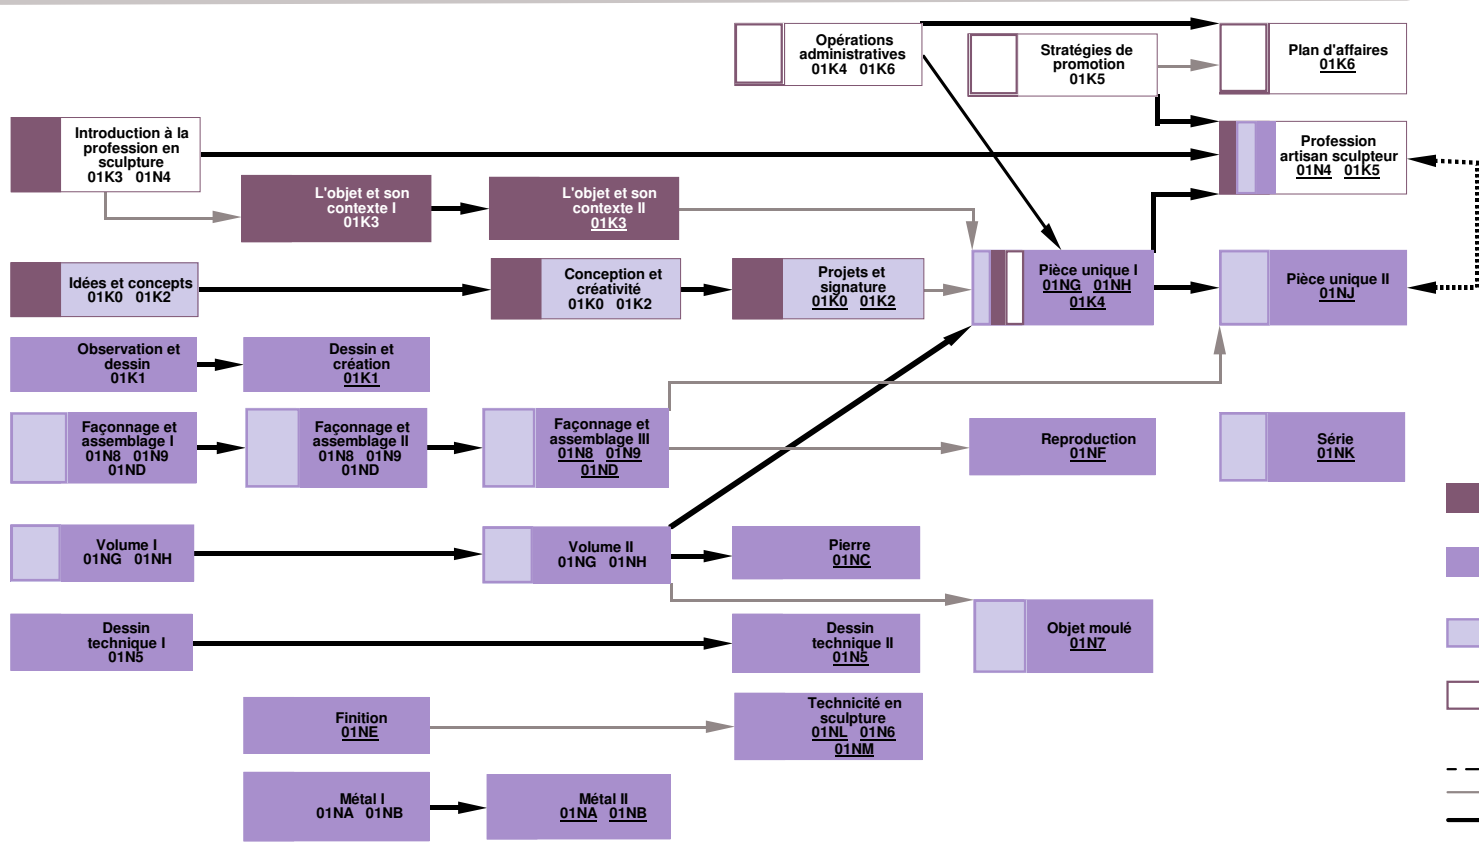 Opérations
administratives
01K4 01K6
Stratégies de
promotion
01K5
Plan d'affaires
01K6
Introduction à la
profession en
sculpture
01K3 01N4
Profession
artisan sculpteur
01N4 01K5
L'objet et son
contexte I
01K3
L'objet et son
contexte II
01K3
Idées et concepts
01K0 01K2
Conception et
créativité
01K0 01K2
Projets et
signature
01K0 01K2
Pièce unique I
01NG 01NH
01K4
Pièce unique II
01NJ
Observation et
dessin
01K1
Dessin et
création
01K1
Façonnage et
assemblage I
01N8 01N9
01ND
Façonnage et
assemblage II
01N8 01N9
01ND
Façonnage et
assemblage III
01N8 01N9
01ND
Reproduction
01NF
Série
01NK
Volume I
01NG 01NH
Volume II
01NG 01NH
Pierre
01NC
Dessin
technique I
01N5
Dessin
technique II
01N5
Objet moulé
01N7
Finition
01NE
Technicité en
sculpture
01NL 01N6
01NM
Métal I
01NA 01NB
Métal II
01NA 01NB